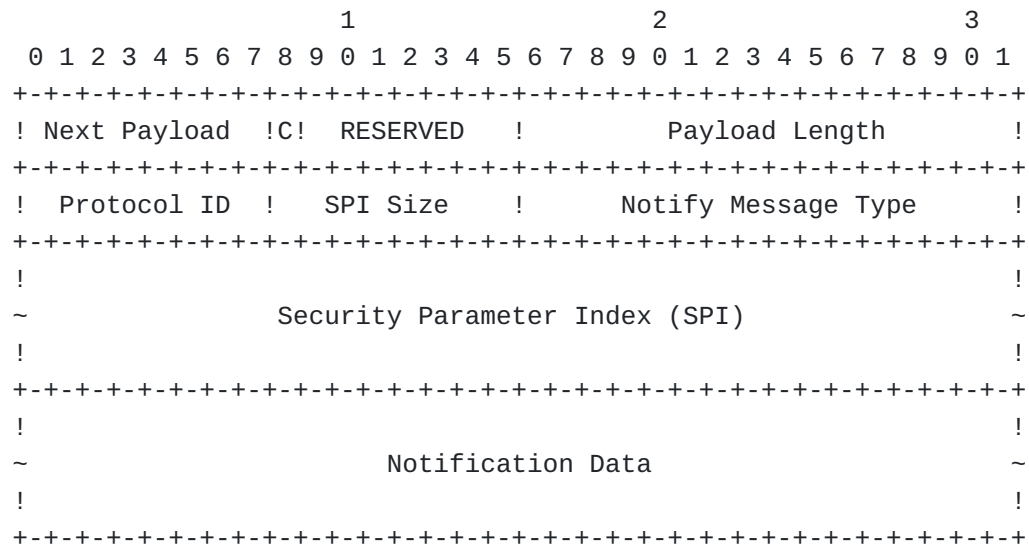 1                   2                   3
 0 1 2 3 4 5 6 7 8 9 0 1 2 3 4 5 6 7 8 9 0 1 2 3 4 5 6 7 8 9 0 1
+-+-+-+-+-+-+-+-+-+-+-+-+-+-+-+-+-+-+-+-+-+-+-+-+-+-+-+-+-+-+-+-+
! Next Payload  !C!  RESERVED   !         Payload Length        !
+-+-+-+-+-+-+-+-+-+-+-+-+-+-+-+-+-+-+-+-+-+-+-+-+-+-+-+-+-+-+-+-+
!  Protocol ID  !   SPI Size    !      Notify Message Type      !
+-+-+-+-+-+-+-+-+-+-+-+-+-+-+-+-+-+-+-+-+-+-+-+-+-+-+-+-+-+-+-+-+
!                                                               !
~                Security Parameter Index (SPI)                 ~
!                                                               !
+-+-+-+-+-+-+-+-+-+-+-+-+-+-+-+-+-+-+-+-+-+-+-+-+-+-+-+-+-+-+-+-+
!                                                               !
~                       Notification Data                       ~
!                                                               !
+-+-+-+-+-+-+-+-+-+-+-+-+-+-+-+-+-+-+-+-+-+-+-+-+-+-+-+-+-+-+-+-+